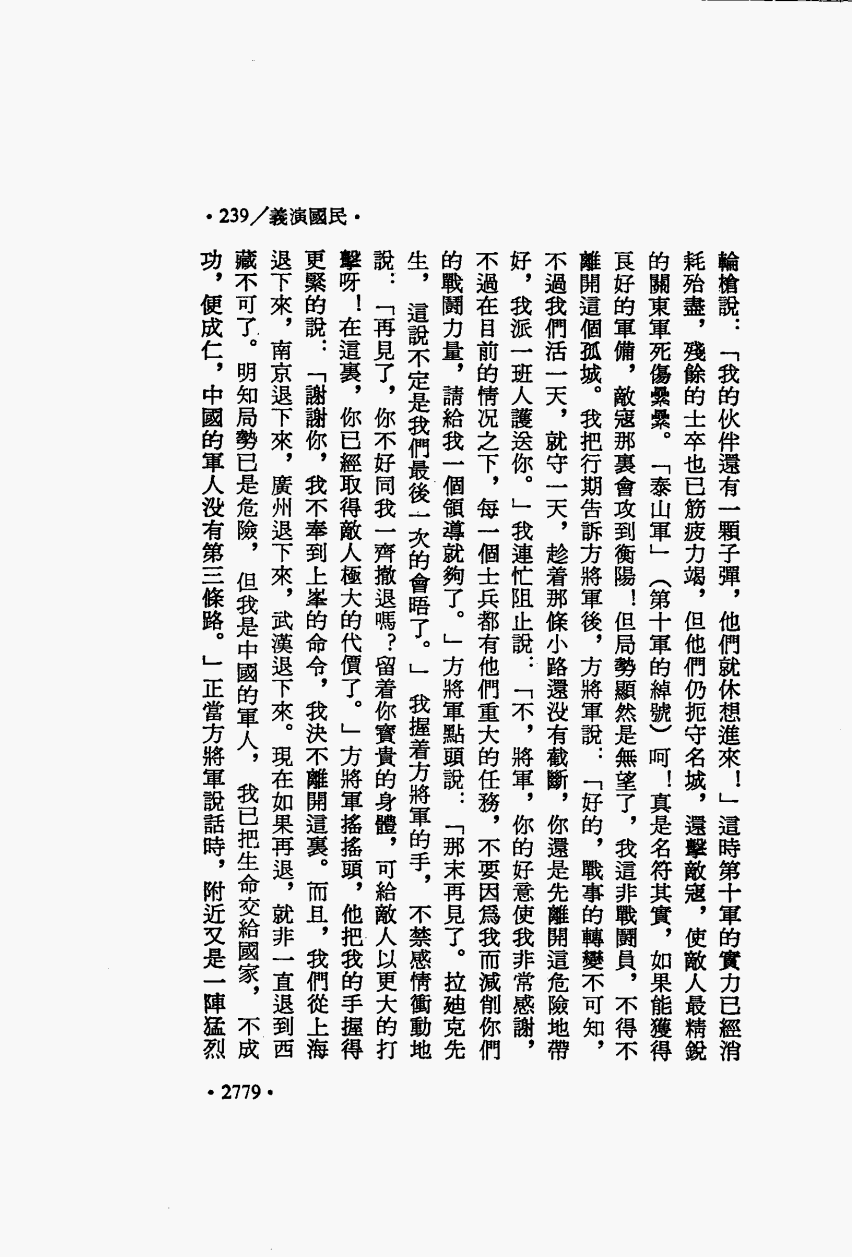 •239／義演國民•
輪槍說：「我的伙伴還有一顆子彈，他們就休想進來！」這時第十軍的實力已經消
耗殆盡，殘餘的士卒也已筋疲力竭，但他們仍扼守名城，還擊敵寇，使敵人最精銳
的關東軍死傷纍纍。「泰山軍」（第十軍的綽號）呵！真是名符其實，如果能獲得
良好的軍備，敵寇那裏會攻到衡陽！但局勢顯然是無望了，我這非戰鬪員，不得不
離開這個孤城。我把行期告訴方將軍後，方將軍說：「好的，戰事的轉變不可知，
不過我們活一天，就守一天，趁着那條小路還没有截斷，你還是先離開這危險地帶
好，我派一班人護送你。」我連忙阻止說：「不，將軍，你的好意使我非常感謝，
不過在目前的情況之下，每一個士兵都有他們重大的任務，不要因爲我而減削你們
的戰鬪力量，請給我一個領導就夠了。」方將軍點頭說：「那末再見了。拉廸克先
生，這說不定是我們最後一次的會晤了。」我握着方將軍的手，不禁感情衝動地
說：「再見了，你不好同我一齊撤退嗎？留着你寶貴的身體，可給敵人以更大的打
擊呀！在這裏，你已經取得敵人極大的代價了。」方將軍搖搖頭，他把我的手握得
更緊的說：「謝謝你，我不奉到上峯的命令，我決不離開這裏。而且，我們從上海
退下來，南京退下來，廣州退下來，武漢退下來。現在如果再退，就非一直退到西
藏不可了。明知局勢已是危險，但我是中國的軍人，我已把生命交給國家，不成
功，便成仁，中國的軍人没有第三條路。」正當方將軍說話時，附近又是一陣猛烈
•2779•